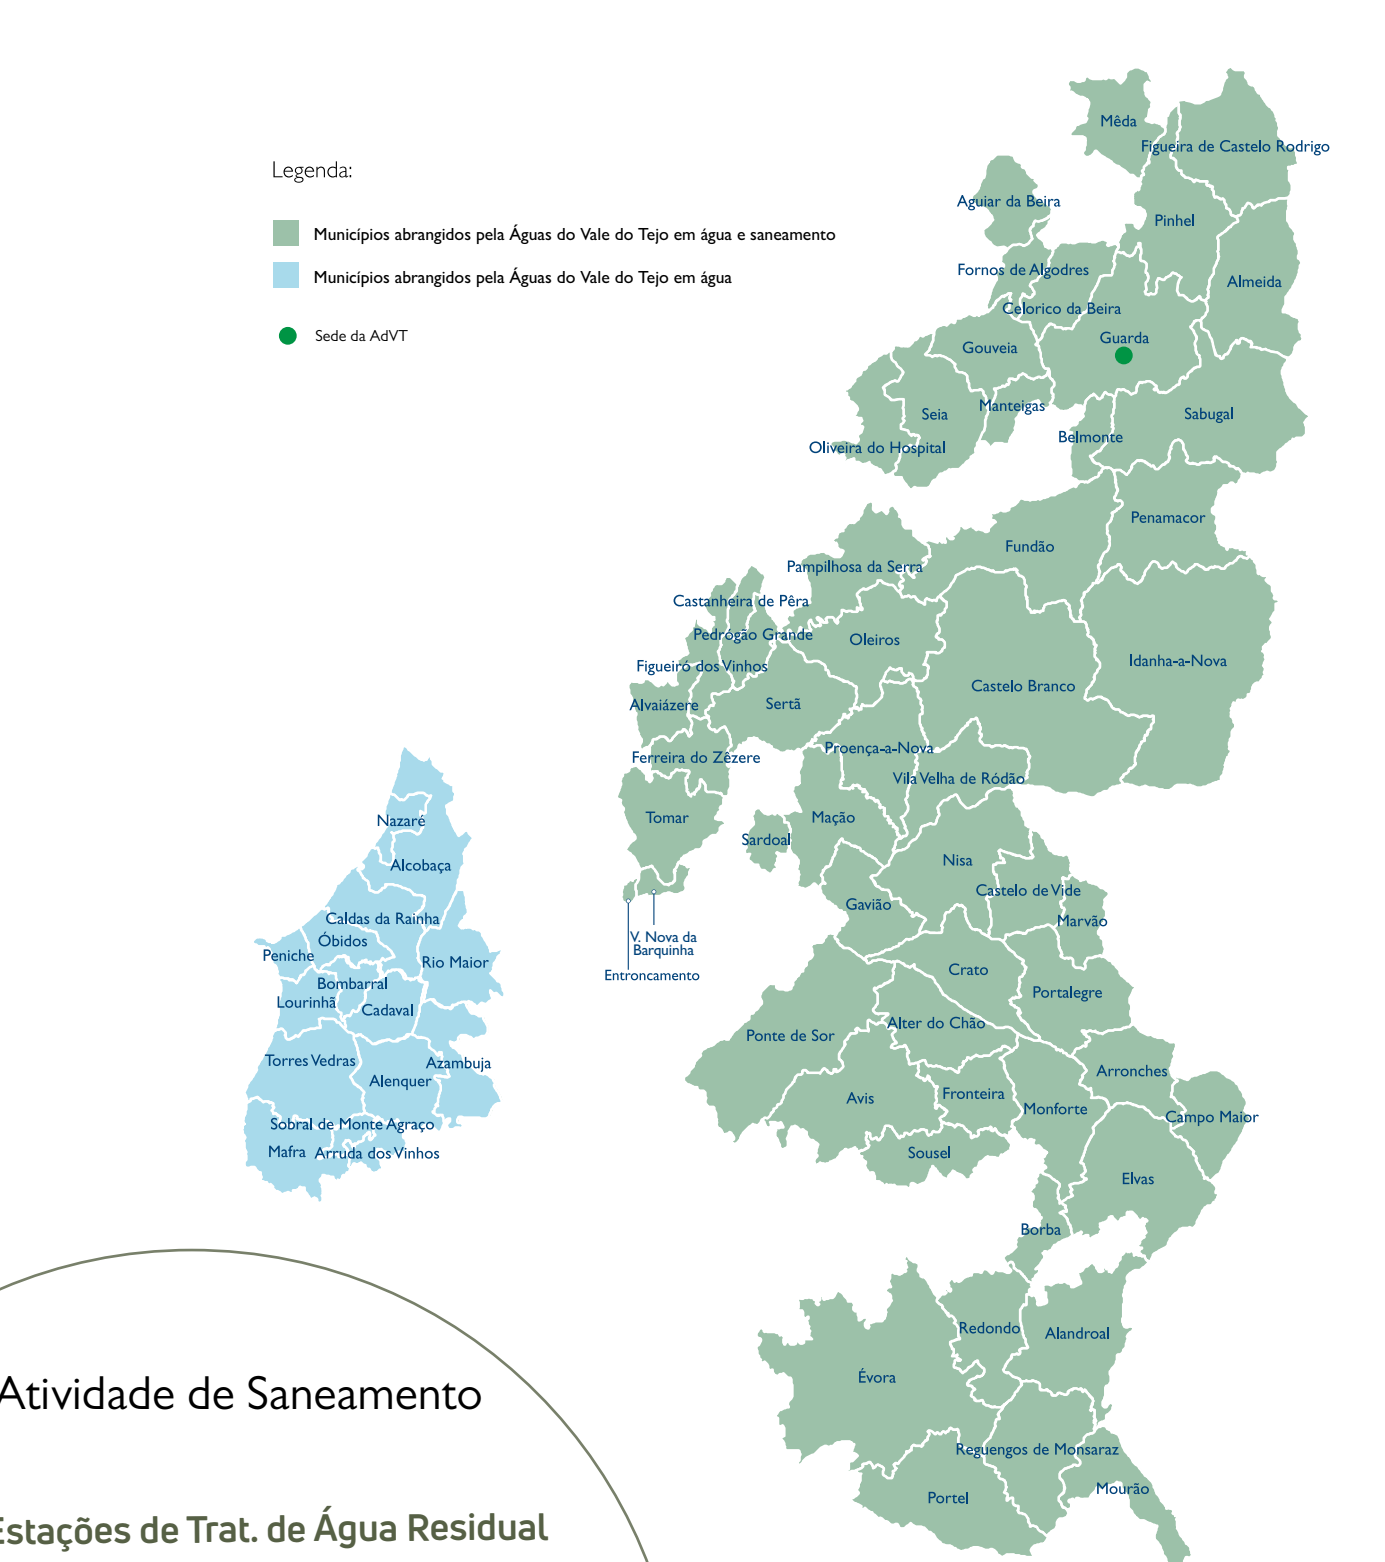 Legenda:
Municípios abrangidos pela Águas do Vale do Tejo em água e saneamento
Municípios abrangidos pela Águas do Vale do Tejo em água
Sede da AdVT
Mêda
Figueira de Castelo Rodrigo
Aguiar da Beira
Pinhel
Fornos de Algodres
Almeida
Celorico da Beira
Guarda
Gouveia
Manteigas
Seia
Sabugal
Belmonte
Oliveira do Hospital
Penamacor
Fundão
Pampilhosa da Serra
Castanheira de Pêra
Pedrógão Grande
Oleiros
Figueiró dos Vinhos
Idanha-a-Nova
Castelo Branco
Alvaiázere
Sertã
Proença-a-Nova
Ferreira do Zêzere
Vila Velha de Ródão
Tomar
Mação
Sardoal
Nisa
Castelo de Vide
Gavião
Marvão
V. Nova da
Barquinha
Entroncamento
Crato
Portalegre
Alter do Chão
Ponte de Sor
Arronches
Avis
Fronteira
Monforte
Campo Maior
Sousel
Elvas
Borba
Redondo
Alandroal
Évora
Reguengos de Monsaraz
Mourão
Portel
Nazaré
Alcobaça
Caldas da Rainha
Óbidos
Peniche
Rio Maior
Bombarral
Lourinhã
Cadaval
Torres Vedras
Azambuja
Alenquer
Sobral de Monte Agraço
Mafra
Arruda dos Vinhos
Atividade de Saneamento
Estações de Trat. de Água Residual